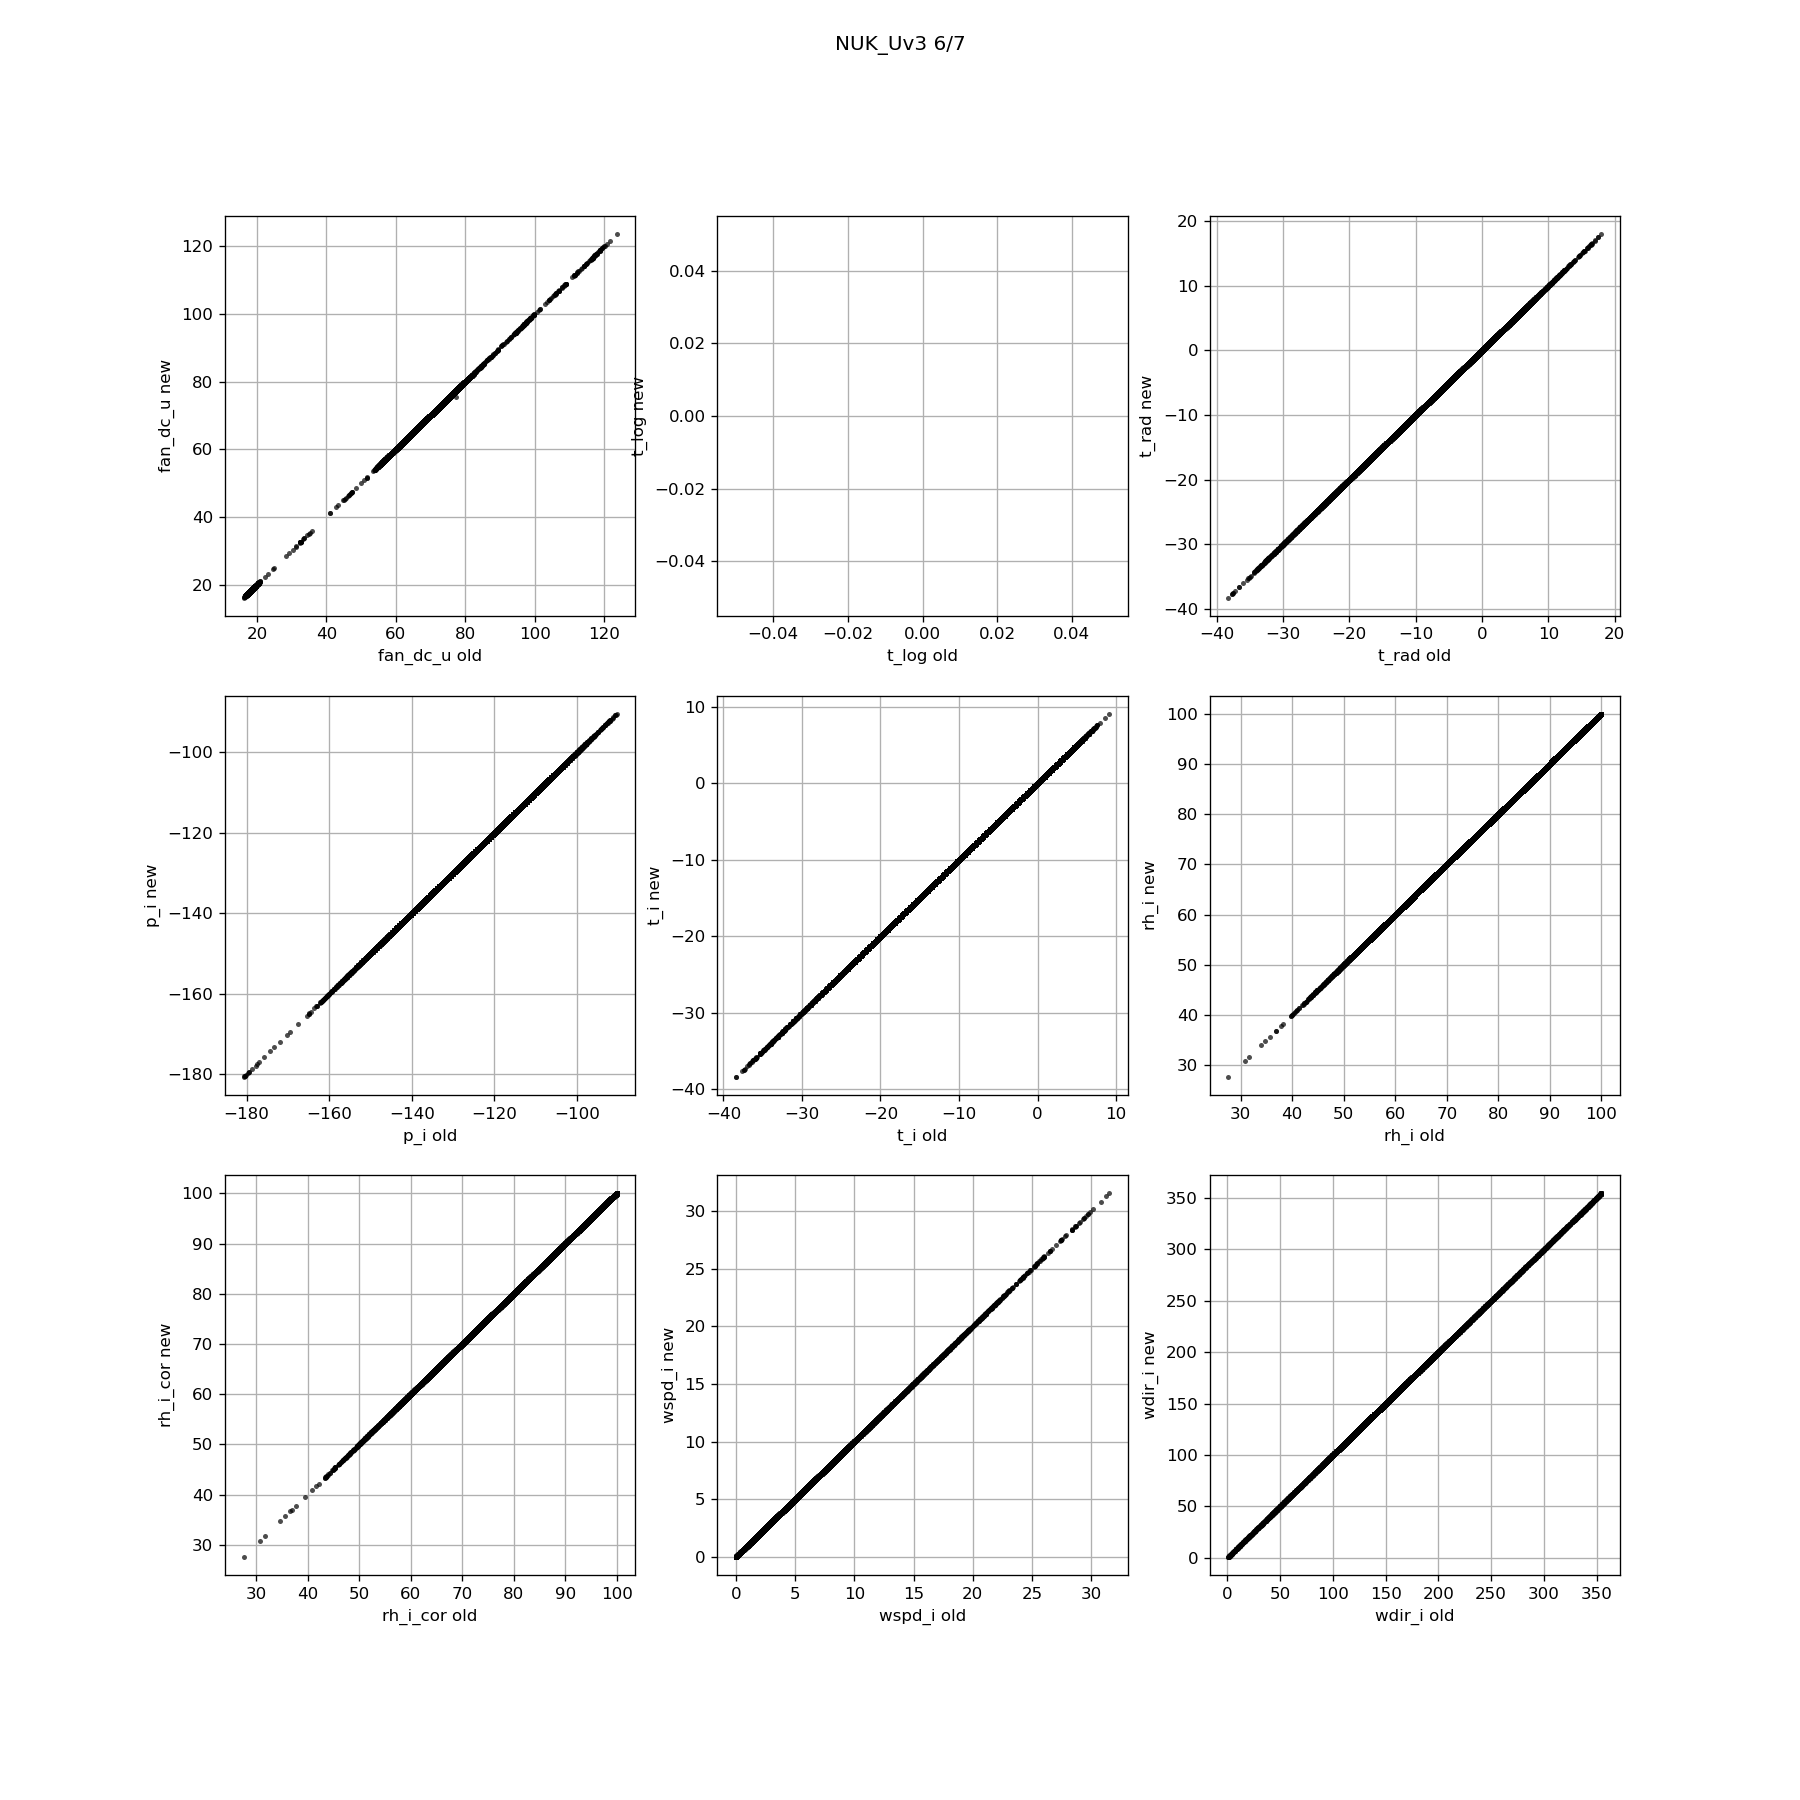 NUK_Uv3 6/7
fan_dc_u new
120
100
80
60
40
20
20 40 60 80 100 120
fan_dc_u old
t_log new
0.04
0.02
0.00
−0.02
−0.04
−0.04 −0.02 0.00 0.02 0.04
t_log old
t_rad new
20
10
0
−10
−20
−30
−40
−40 −30 −20 −10 0 10 20
t_rad old
p_i new
−100
−120
−140
−160
−180
−180 −160 −140 −120 −100
p_i old
t_i new
10
0
−10
−20
−30
−40
−40 −30 −20 −10 0 10
t_i old
rh_i new
100
90
80
70
60
50
40
30
30 40 50 60 70 80 90 100
rh_i old
rh_i_cor new
100
90
80
70
60
50
40
30
30 40 50 60 70 80 90 100
rh_i_cor old
wspd_i new
30
25
20
15
10
5
0
0 5 10 15 20 25 30
wspd_i old
wdir_i new
350
300
250
200
150
100
50
0
0 50 100 150 200 250 300 350
wdir_i old